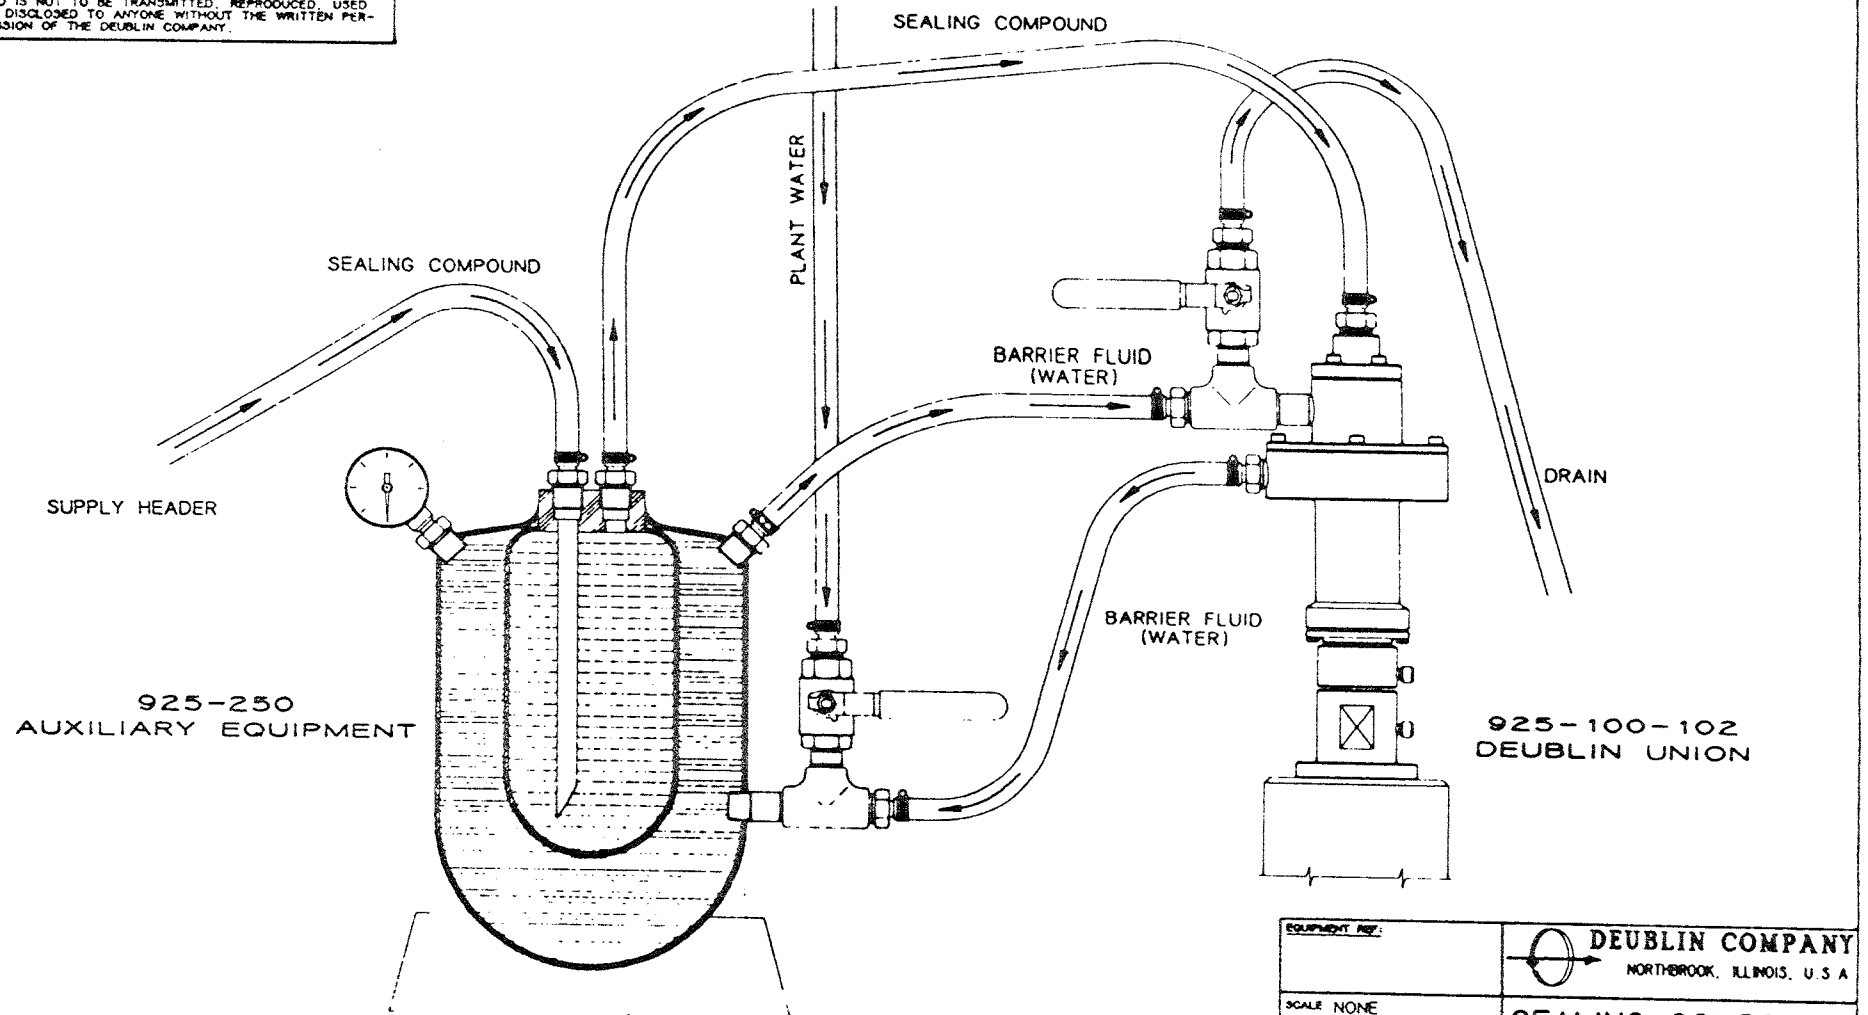 IS NOT TO BE TRANSMITTED, REPRODUCED, USED
DISCLOSED TO ANYONE WITHOUT THE WRITTEN PER-
SION OF THE DEUBLIN COMPANY.
SEALING COMPOUND
PLANT WATER
SEALING COMPOUND
BARRIER FLUID
(WATER)
SUPPLY HEADER
DRAIN
BARRIER FLUID
(WATER)
925-250
AUXILIARY EQUIPMENT
925-100-102
DEUBLIN UNION
EQUIPMENT REF:
DEUBLIN COMPANY
NORTHBROOK, ILLINOIS, U.S.A
SCALE NONE
SEALING